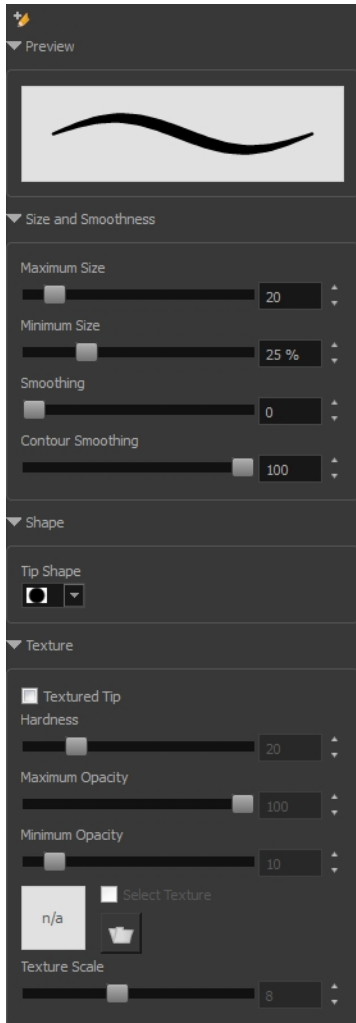 Preview
Size and Smoothness
Maximum Size
20
Minimum Size
25 %
Smoothing
0
Contour Smoothing
100
Shape
Tip Shape
Texture
Textured Tip
Hardness
20
Maximum Opacity
100
Minimum Opacity
10
n/a
Select Texture
Texture Scale
8